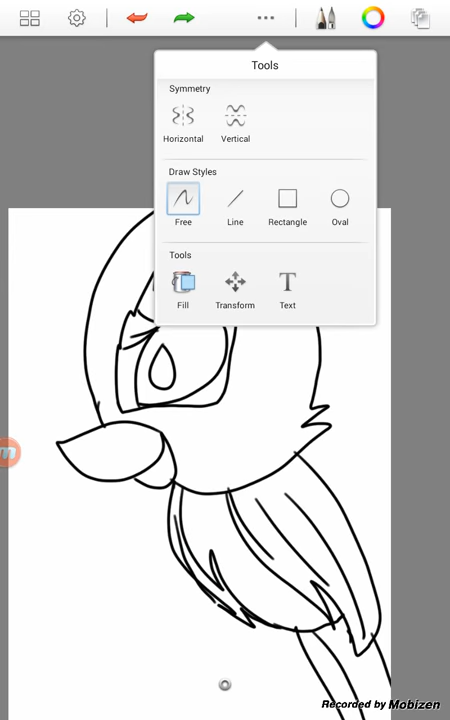 Tools
Symmetry
Horizontal Vertical
Draw Styles
Free Line Rectangle Oval
Tools
Fill Transform Text
m
Recorded by Mobizen